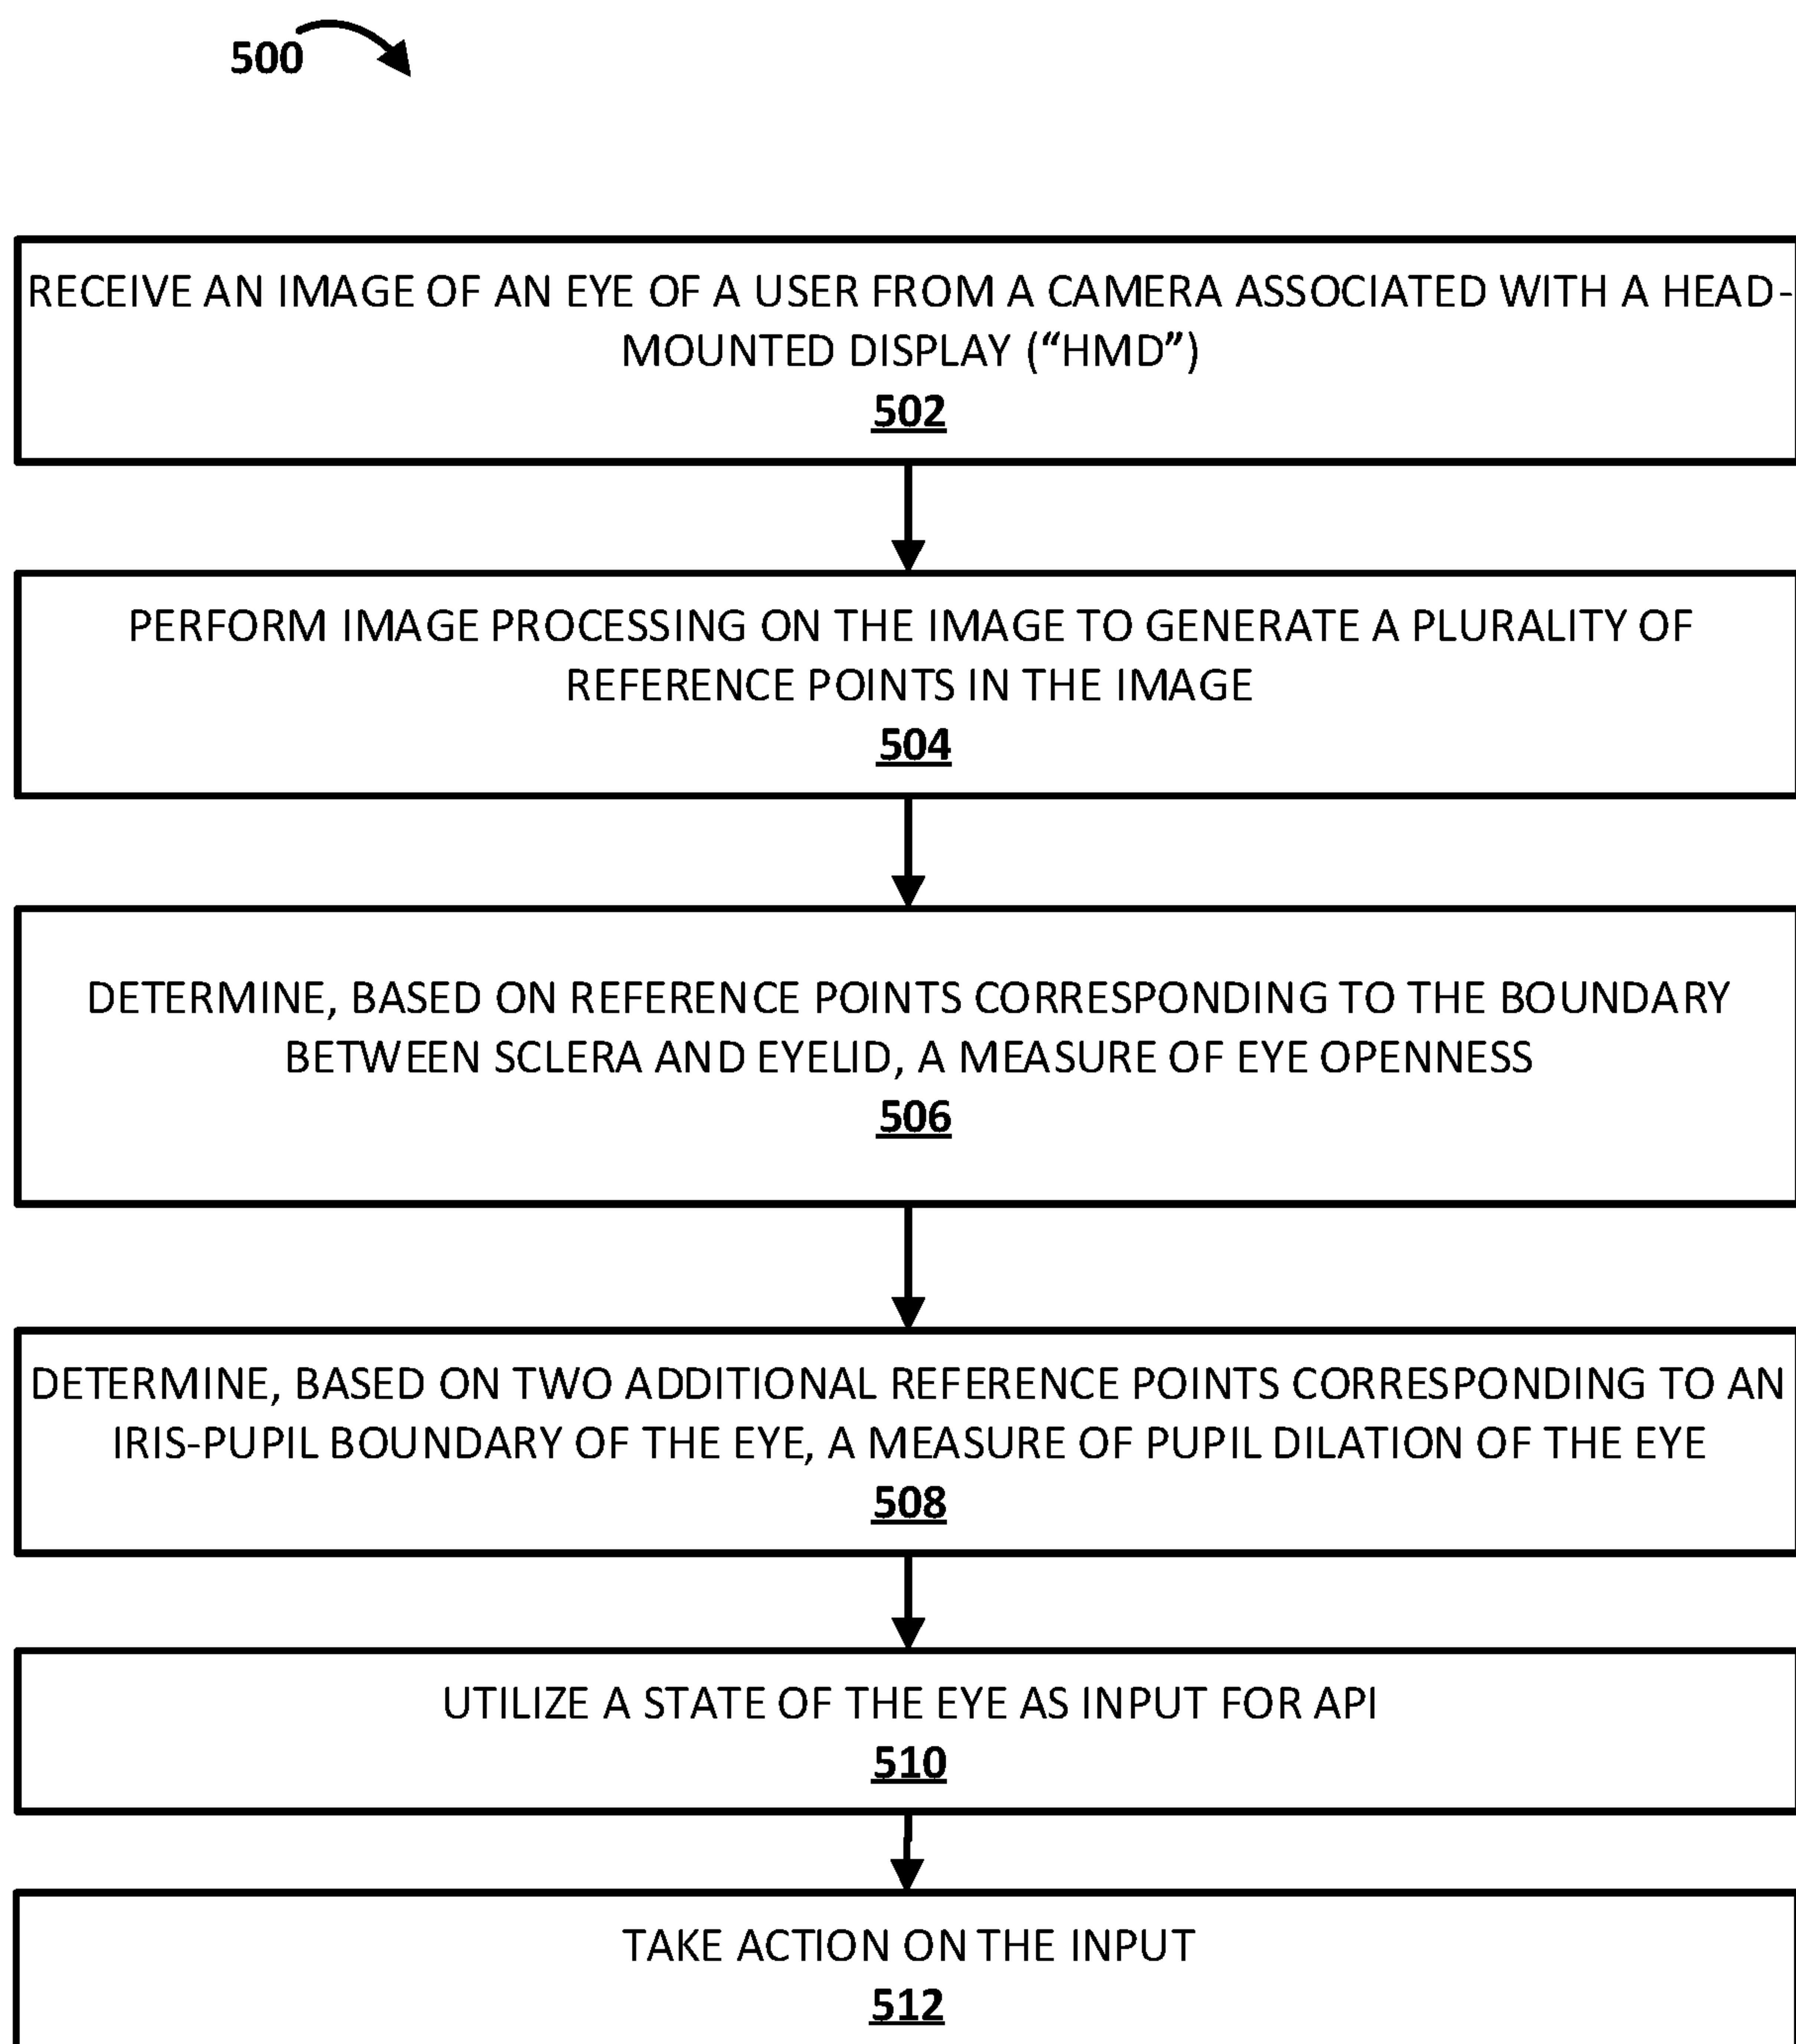 500
RECEIVE AN IMAGE OF AN EYE OF A USER FROM A CAMERA ASSOCIATED WITH A HEAD-
MOUNTED DISPLAY (“HMD”)
502
PERFORM IMAGE PROCESSING ON THE IMAGE TO GENERATE A PLURALITY OF
REFERENCE POINTS IN THE IMAGE
504
DETERMINE, BASED ON REFERENCE POINTS CORRESPONDING TO THE BOUNDARY
BETWEEN SCLERA AND EYELID, A MEASURE OF EYE OPENNESS
506
DETERMINE, BASED ON TWO ADDITIONAL REFERENCE POINTS CORRESPONDING TO AN
IRIS-PUPIL BOUNDARY OF THE EYE, A MEASURE OF PUPIL DILATION OF THE EYE
508
UTILIZE A STATE OF THE EYE AS INPUT FOR API
510
TAKE ACTION ON THE INPUT
512